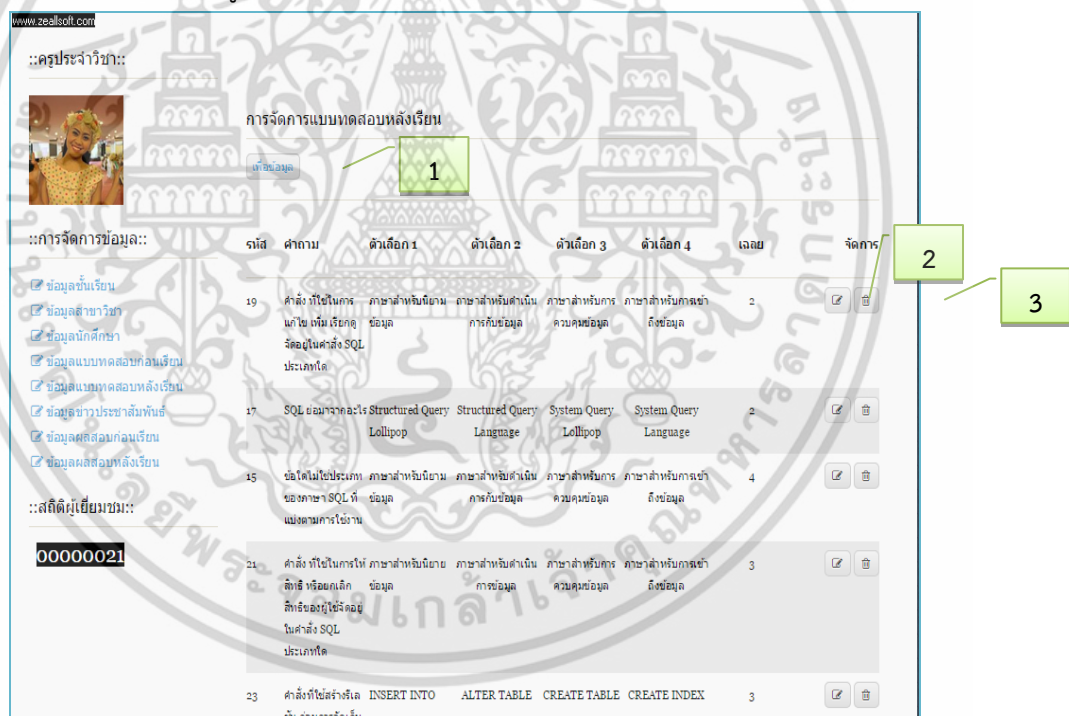 www.zeallsoft.com
::ครูประจำวิชา::
::การจัดการข้อมูล::
ข้อมูลชั้นเรียน
ข้อมูลสาขาวิชา
ข้อมูลนักศึกษา
ข้อมูลแบบทดสอบก่อนเรียน
ข้อมูลแบบทดสอบหลังเรียน
ข้อมูลข่าวประชาสัมพันธ์
ข้อมูลผลสอบก่อนเรียน
ข้อมูลผลสอบหลังเรียน
::สถิติผู้เยี่ยมชม::
00000021
การจัดการแบบทดสอบหลังเรียน
เพิ่มข้อมูล
1
2
3
รหัส คำถาม ตัวเลือก 1 ตัวเลือก 2 ตัวเลือก 3 ตัวเลือก 4 เฉลย จัดการ
19 คำสั่ง ที่ใช้ในการ ภาษาสำหรับนิยาม ภาษาสำหรับดำเนิน ภาษาสำหรับการ ภาษาสำหรับการเข้า 2
แก้ไข เพิ่ม เรียกดู ข้อมูล การกับข้อมูล ควบคุมข้อมูล ถึงข้อมูล
จัดอยู่ในคำสั่ง SQL
ประเภทใด
17 SQL ย่อมาจากอะไร Structured Query Structured Query System Query System Query 2
Lollipop Language Lollipop Language
15 ข้อใดไม่ใช่ประเภท ภาษาสำหรับนิยาม ภาษาสำหรับดำเนิน ภาษาสำหรับการ ภาษาสำหรับการเข้า 4
ของภาษา SQL ที่ ข้อมูล การกับข้อมูล ควบคุมข้อมูล ถึงข้อมูล
แบ่งตามการใช้งาน
21 คำสั่ง ที่ใช้ในการให้ ภาษาสำหรับนิยาย ภาษาสำหรับดำเนิน ภาษาสำหรับการ ภาษาสำหรับการเข้า 3
สิทธิ หรือยกเลิก ข้อมูล การข้อมูล ควบคุมข้อมูล ถึงข้อมูล
สิทธิของผู้ใช้จัดอยู่
ในคำสั่ง SQL
ประเภทใด
23 คำสั่งที่ใช้สร้างรีเล INSERT INTO ALTER TABLE CREATE TABLE CREATE INDEX 3